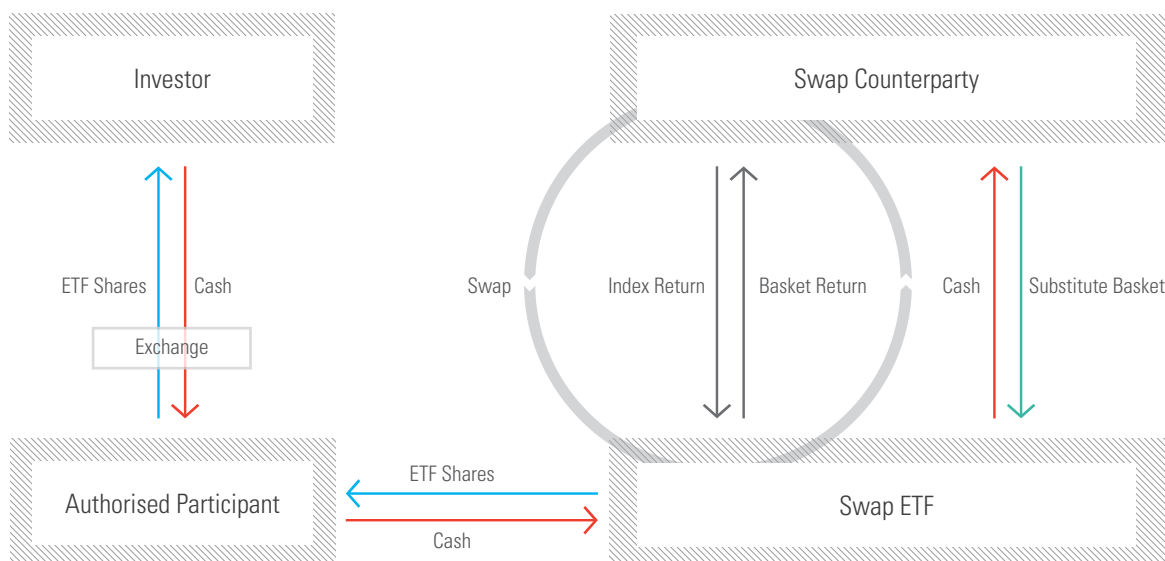 Investor
Swap Counterparty
ETF Shares
Cash
Swap
Index Return
Basket Return
Cash
Substitute Basket
Exchange
Authorised Participant
ETF Shares
Cash
Swap ETF